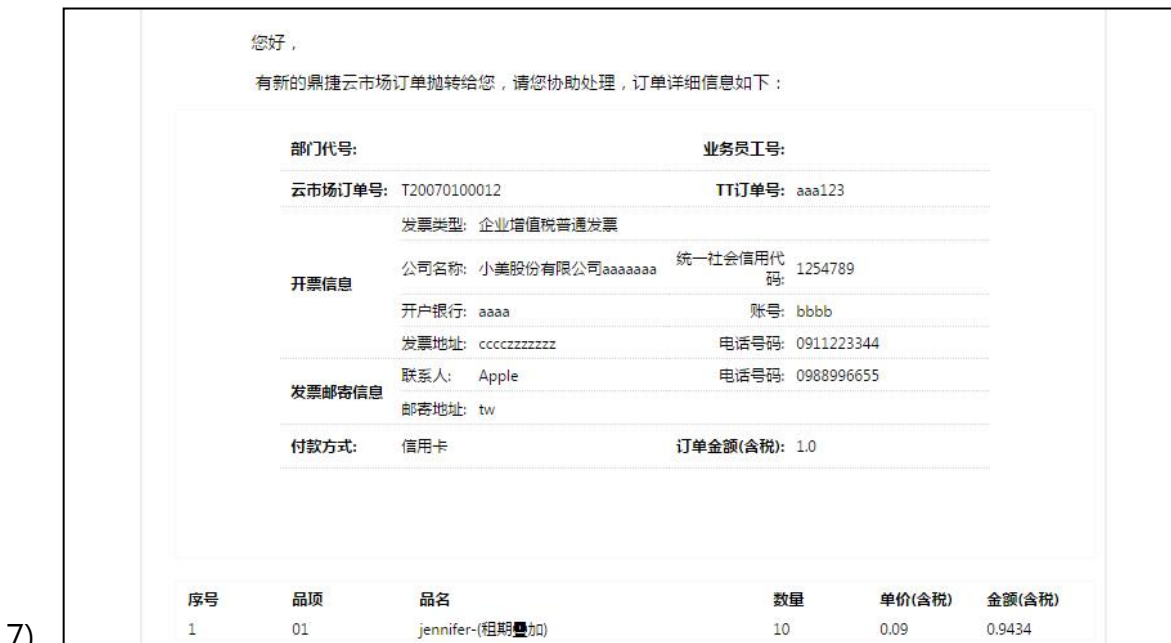 您好，
有新的鼎捷云市场订单抛转给您，请您协助处理，订单详细信息如下：
部门代号: 业务员工号:
云市场订单号: T20070100012 TT订单号: aaa123
发票类型: 企业增值税普通发票
开票信息 公司名称: 小美股份有限公司aaaaaaa 统一社会信用代码: 1254789
开户银行: aaaa 账号: bbbb
发票地址: cccczzzzzzz 电话号码: 0911223344
发票邮寄信息 联系人: Apple 电话号码: 0988996655
邮寄地址: tw
付款方式: 信用卡 订单金额(含税): 1.0
序号 品项 品名 数量 单价(含税) 金额(含税)
1 01 jennifer-(租期叠加) 10 0.09 0.9434
7)